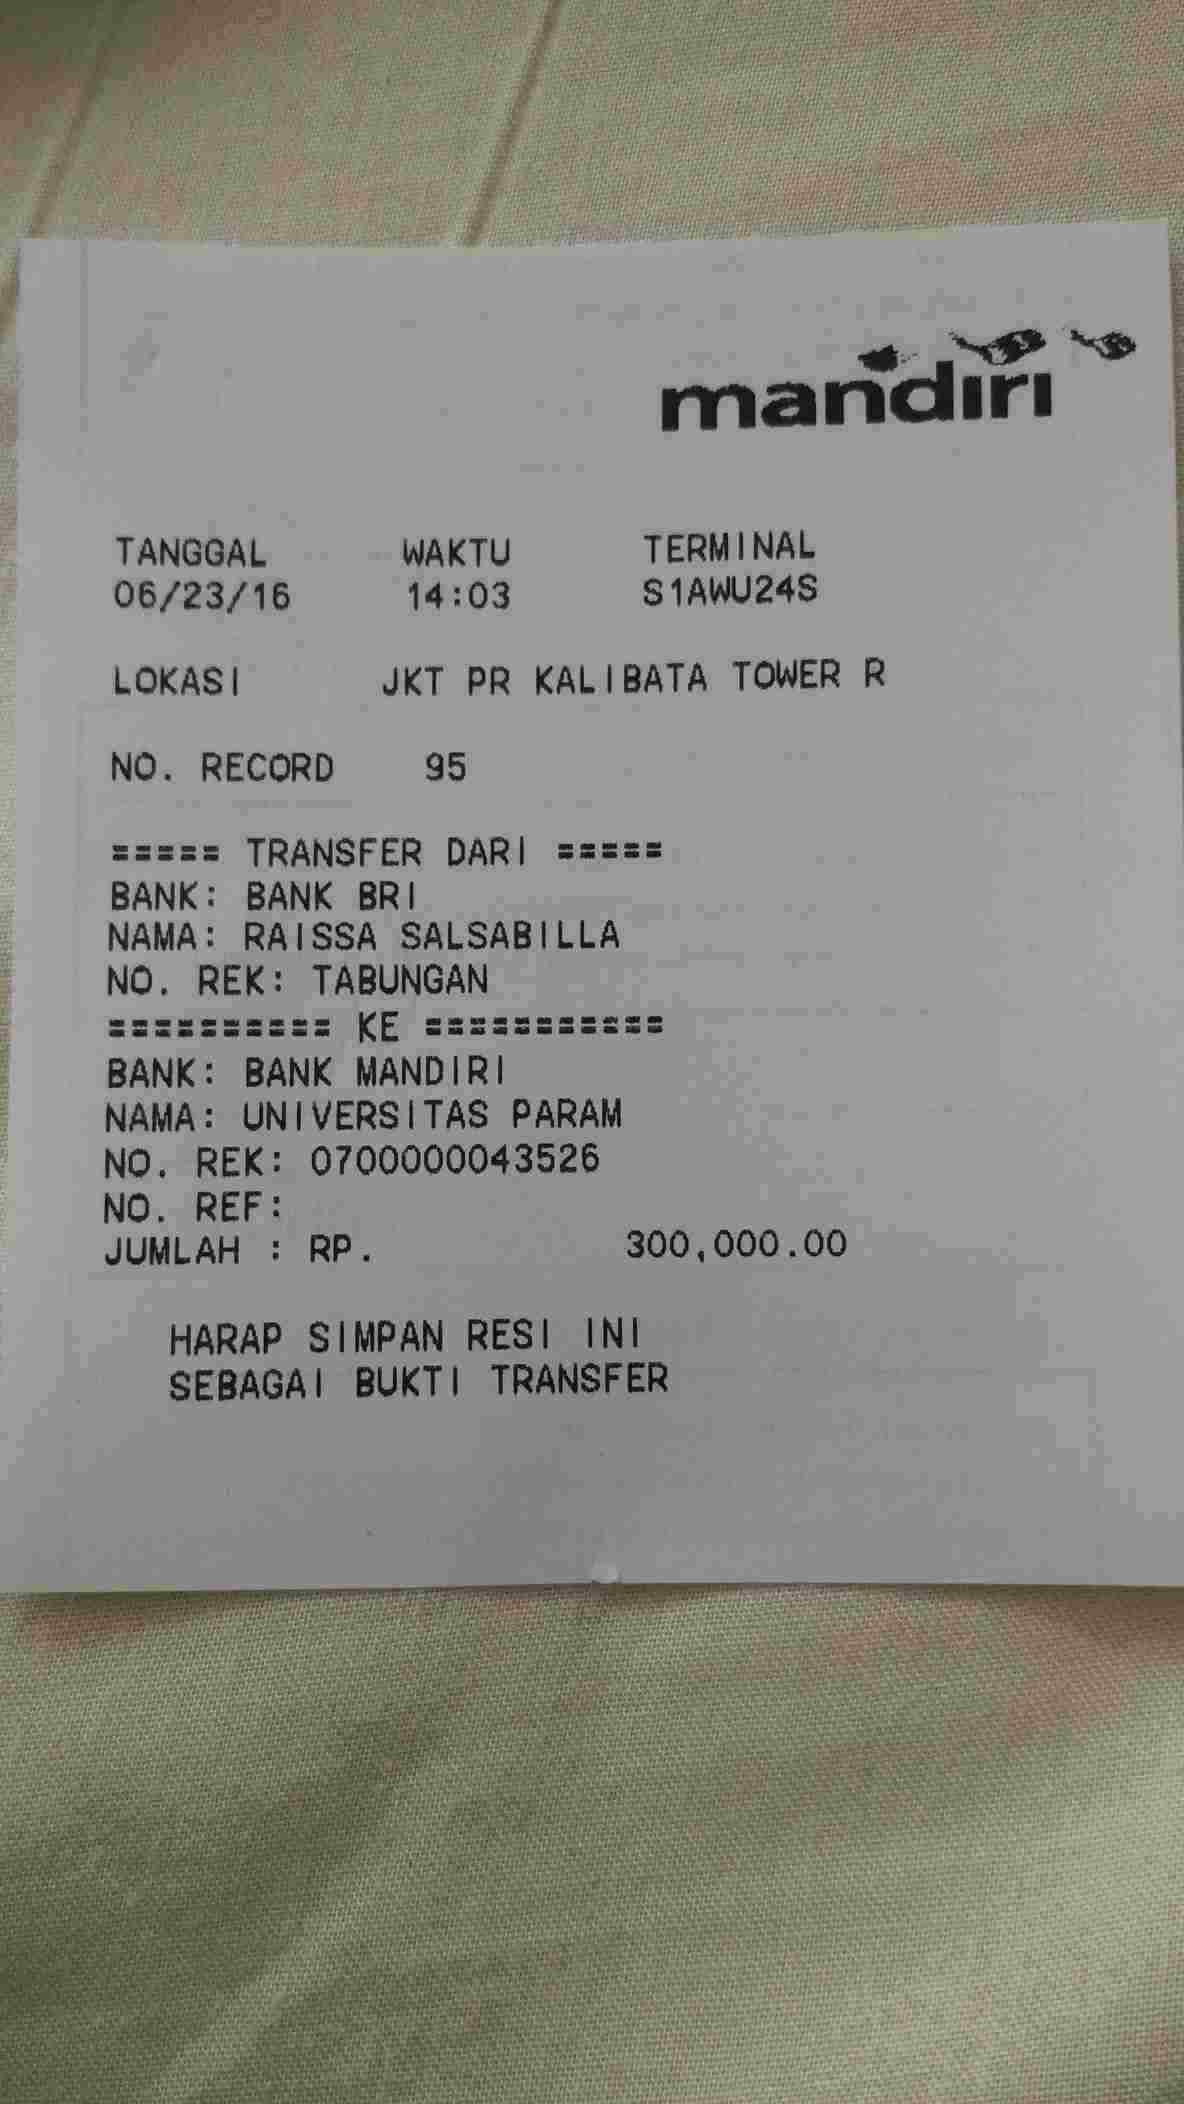 mandiri
TANGGAL WAKTU TERMINAL
06/23/16 14:03 S1AWU24S
LOKASI JKT PR KALIBATA TOWER R
NO. RECORD 95
===== TRANSFER DARI =====
BANK: BANK BRI
NAMA: RAISSA SALSABILLA
NO. REK: TABUNGAN
========== KE ===========
BANK: BANK MANDIRI
NAMA: UNIVERSITAS PARAM
NO. REK: 0700000043526
NO. REF:
JUMLAH : RP. 300,000.00
HARAP SIMPAN RESI INI
SEBAGAI BUKTI TRANSFER